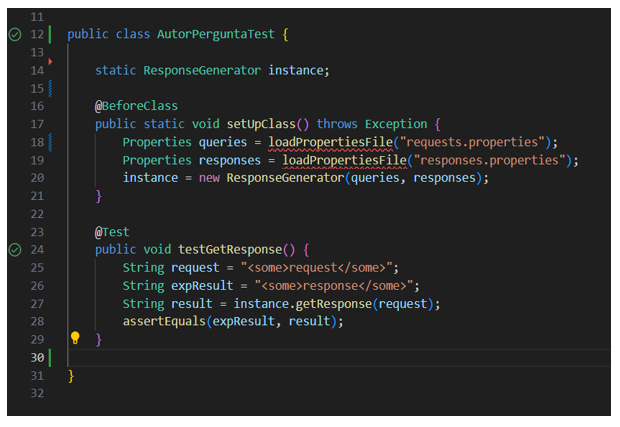 11
12 public class AutorPerguntaTest {
13
14 static ResponseGenerator instance;
15
16 @BeforeClass
17 public static void setUpClass() throws Exception {
18 Properties queries = loadPropertiesFile("requests.properties");
19 Properties responses = loadPropertiesFile("responses.properties");
20 instance = new ResponseGenerator(queries, responses);
21 }
22
23 @Test
24 public void testGetResponse() {
25 String request = "<some>request</some>";
26 String expResult = "<some>response</some>";
27 String result = instance.getResponse(request);
28 assertEquals(expResult, result);
29 }
30
31 }
32